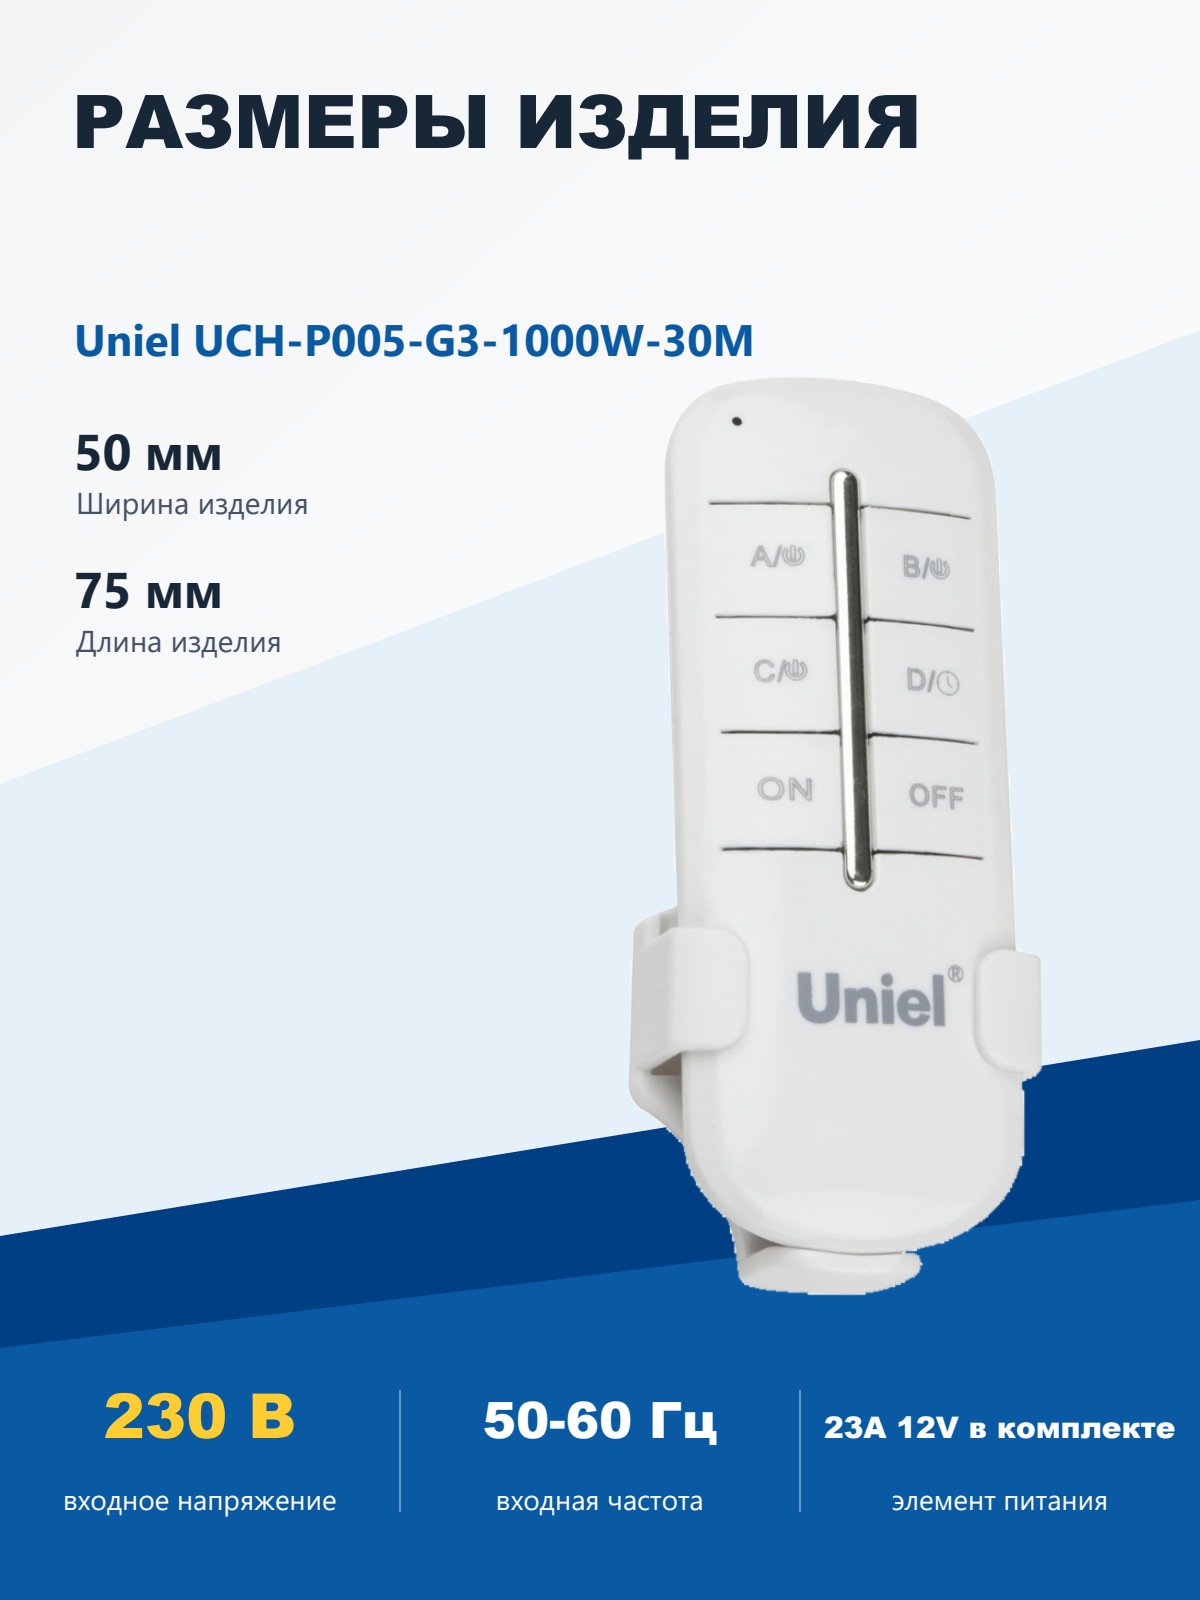 РАЗМЕРЫ ИЗДЕЛИЯ
Uniel UCH-P005-G3-1000W-30M
50 мм
Ширина изделия
75 мм
Длина изделия
A/
B/
C/
D/
ON
OFF
Uniel®
230 В
входное напряжение
50-60 Гц
входная частота
23A 12V в комплекте
элемент питания